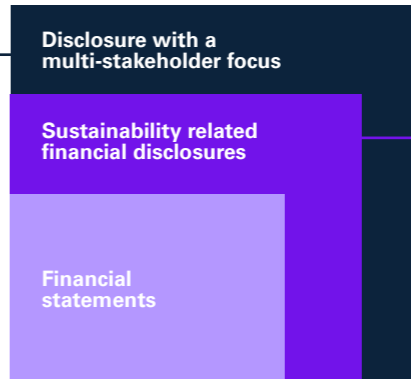 Disclosure with a
multi-stakeholder focus
Sustainability related
financial disclosures
Financial
statements